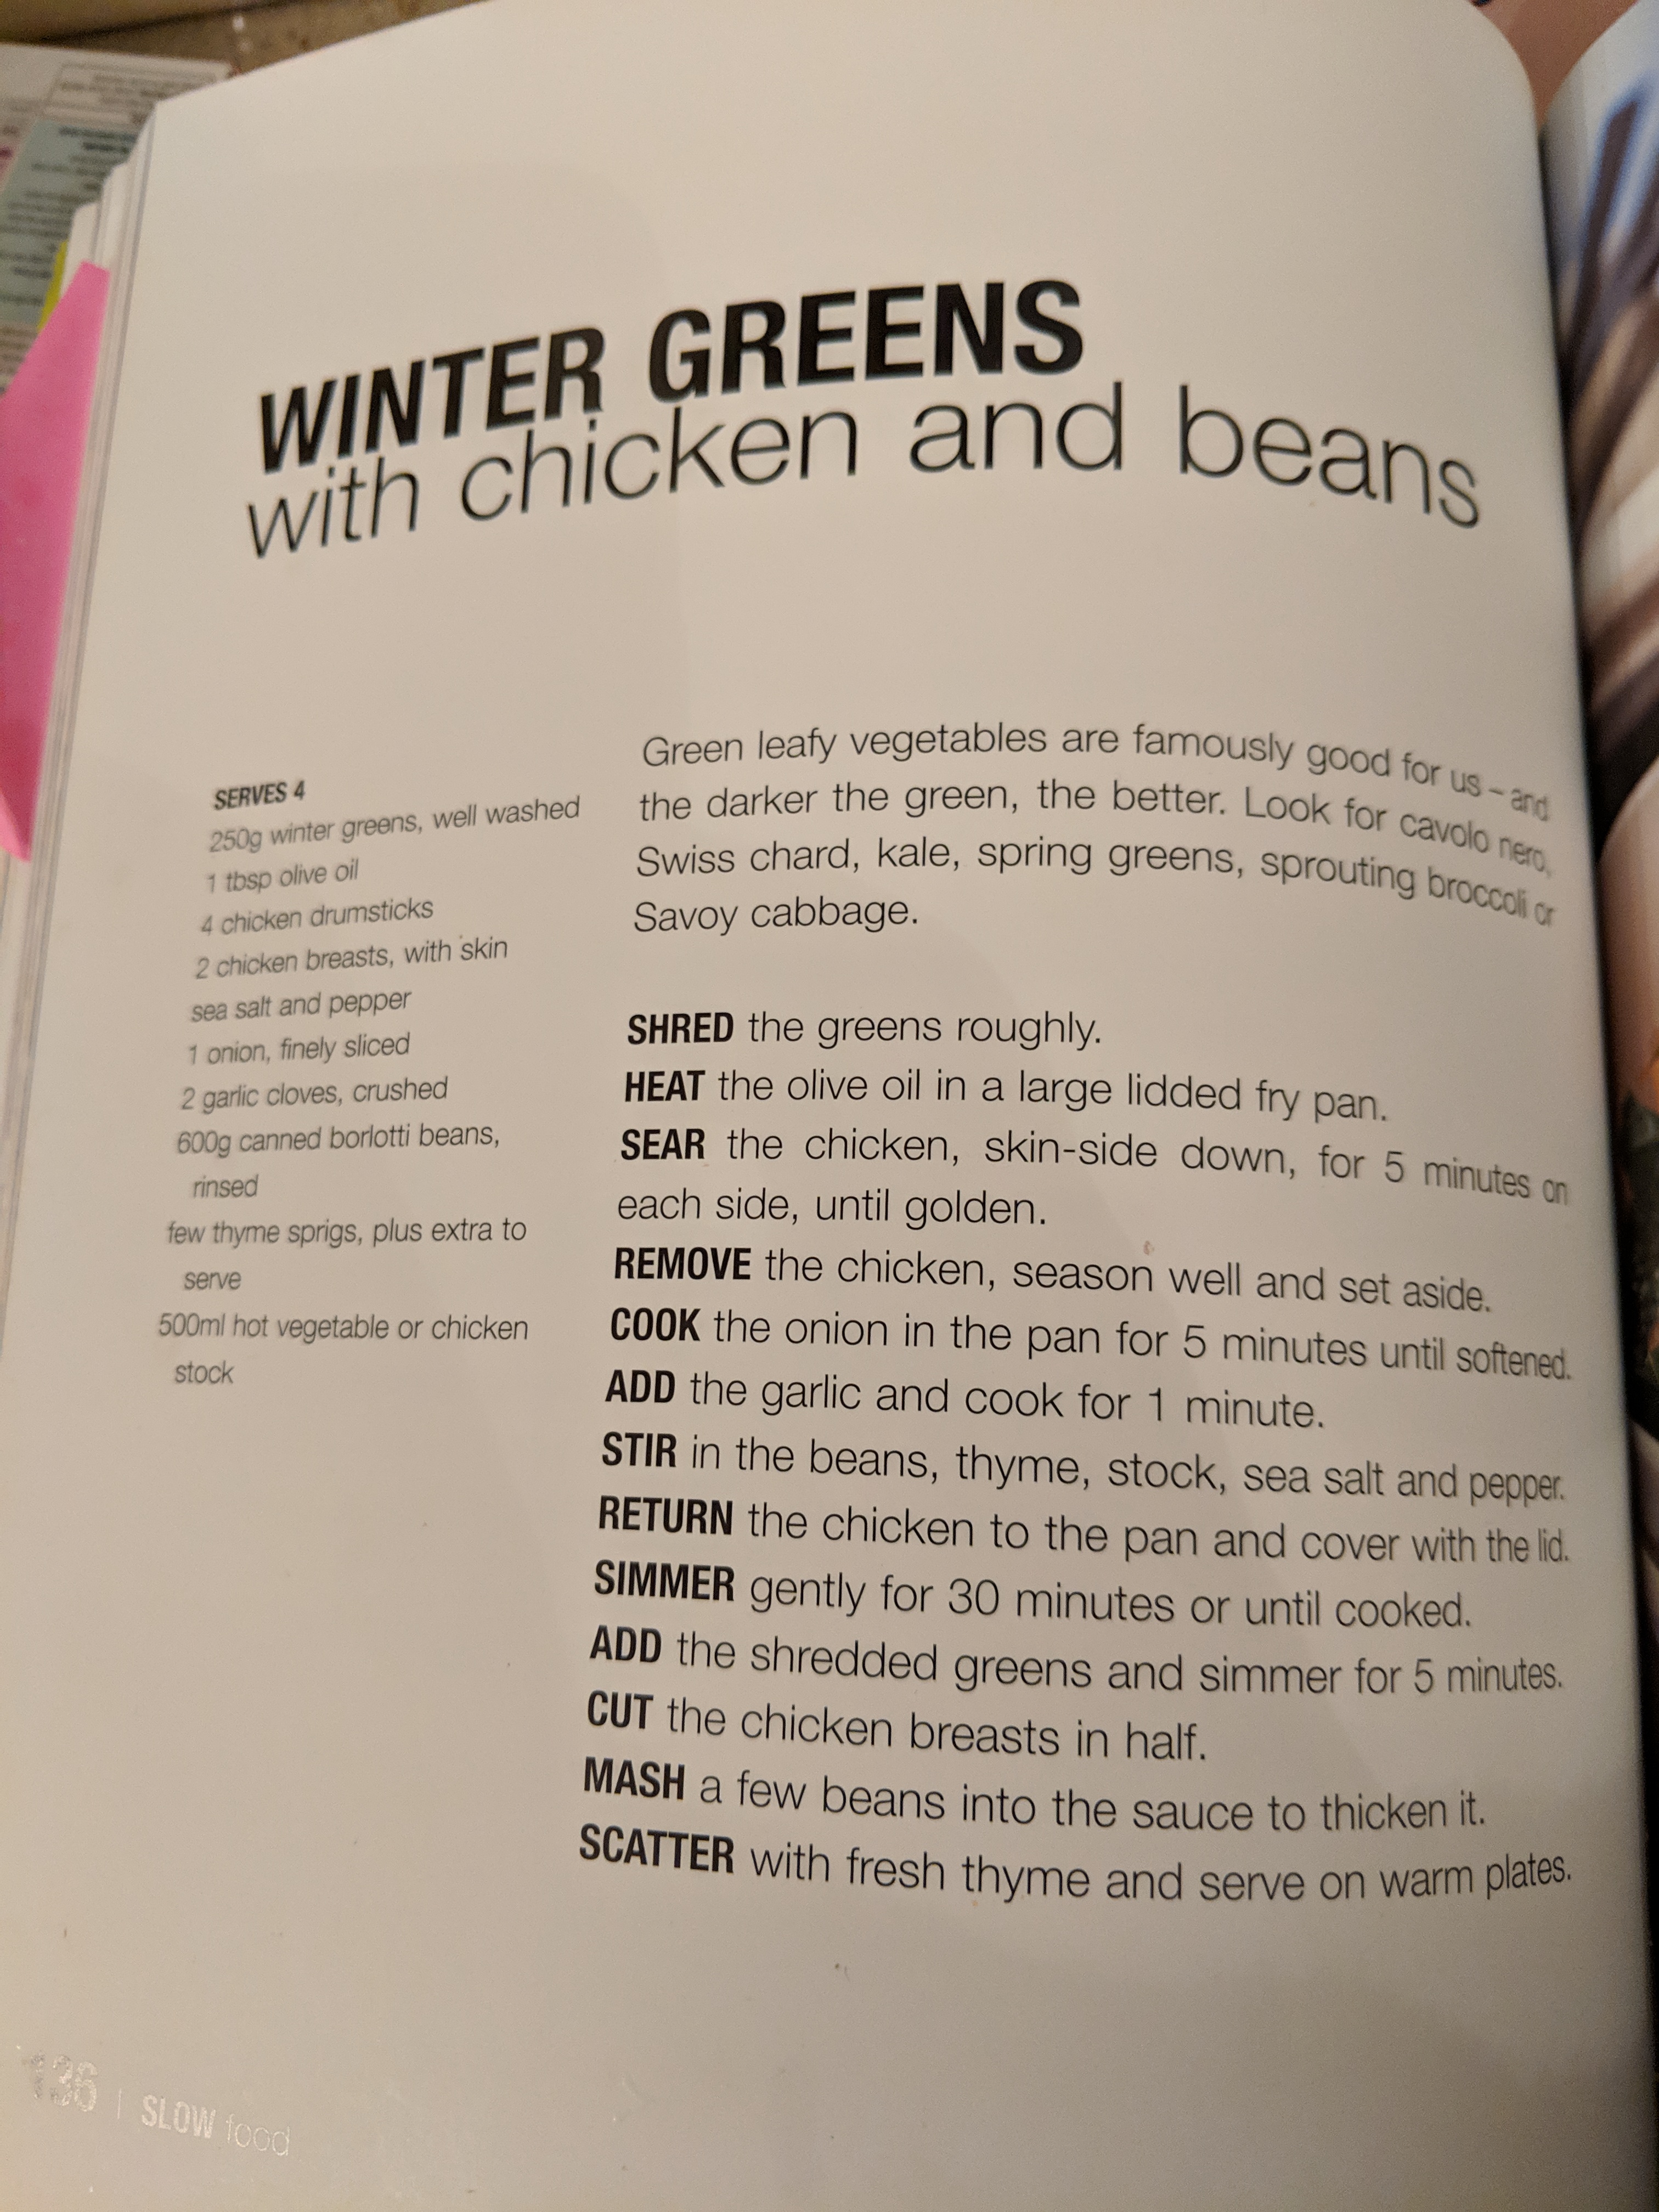 WINTER GREENS
with chicken and beans
SERVES 4
250g winter greens, well washed
1 tbsp olive oil
4 chicken drumsticks
2 chicken breasts, with skin
sea salt and pepper
1 onion, finely sliced
2 garlic cloves, crushed
600g canned borlotti beans,
rinsed
few thyme sprigs, plus extra to
serve
500ml hot vegetable or chicken
stock
Green leafy vegetables are famously good for us – and
the darker the green, the better. Look for cavolo nero,
Swiss chard, kale, spring greens, sprouting broccoli or
Savoy cabbage.
SHRED the greens roughly.
HEAT the olive oil in a large lidded fry pan.
SEAR the chicken, skin-side down, for 5 minutes on
each side, until golden.
REMOVE the chicken, season well and set aside.
COOK the onion in the pan for 5 minutes until softened.
ADD the garlic and cook for 1 minute.
STIR in the beans, thyme, stock, sea salt and pepper.
RETURN the chicken to the pan and cover with the lid.
SIMMER gently for 30 minutes or until cooked.
ADD the shredded greens and simmer for 5 minutes.
CUT the chicken breasts in half.
MASH a few beans into the sauce to thicken it.
SCATTER with fresh thyme and serve on warm plates.
136 | SLOW food